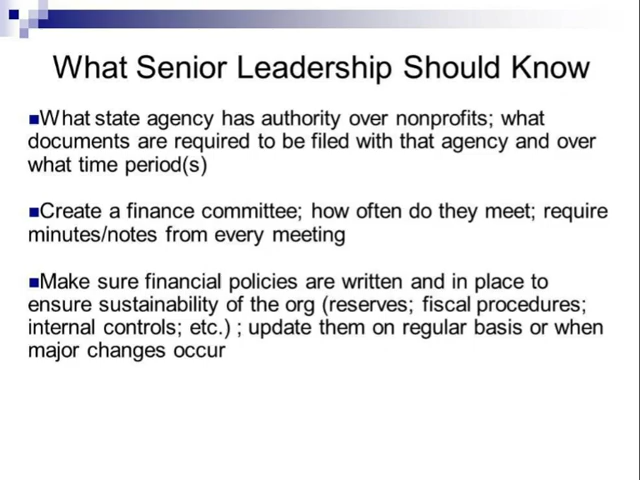 What Senior Leadership Should Know
■What state agency has authority over nonprofits; what
documents are required to be filed with that agency and over
what time period(s)
■Create a finance committee; how often do they meet; require
minutes/notes from every meeting
■Make sure financial policies are written and in place to
ensure sustainability of the org (reserves; fiscal procedures;
internal controls; etc.) ; update them on regular basis or when
major changes occur